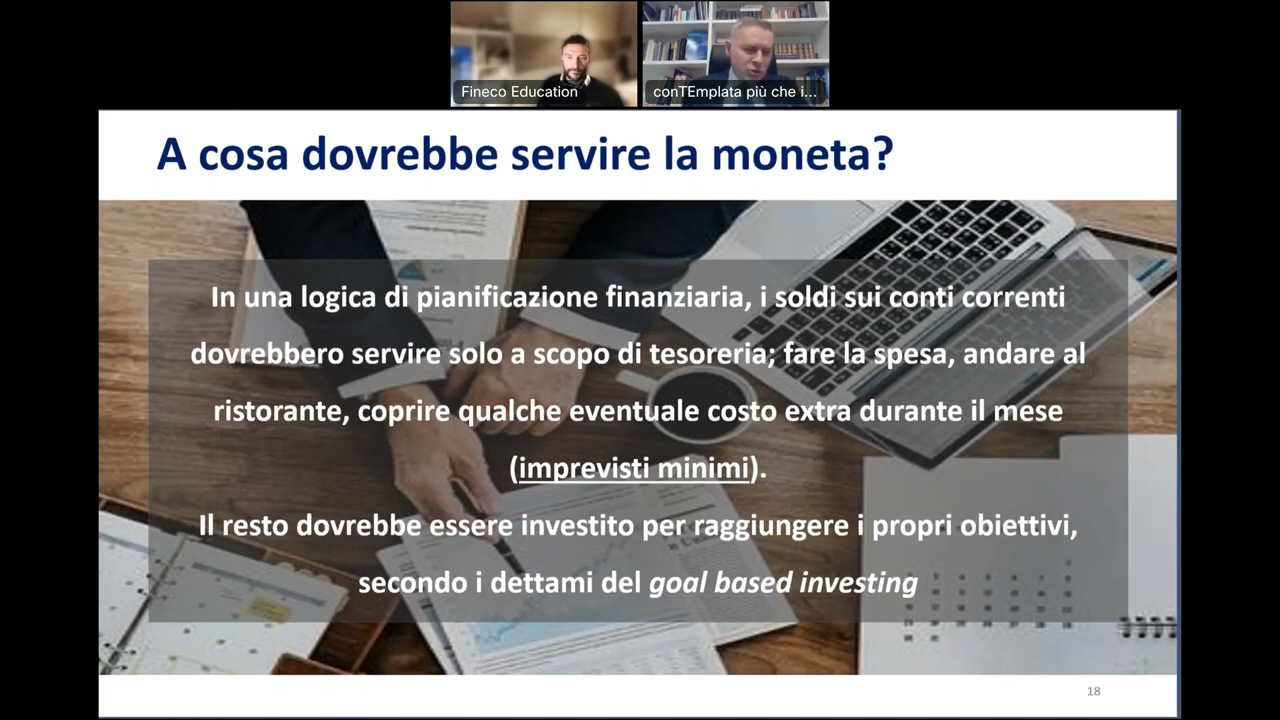 Fineco Education
conTEmplata più che i...
A cosa dovrebbe servire la moneta?
In una logica di pianificazione finanziaria, i soldi sui conti correnti
dovrebbero servire solo a scopo di tesoreria; fare la spesa, andare al
ristorante, coprire qualche eventuale costo extra durante il mese
(imprevisti minimi).
Il resto dovrebbe essere investito per raggiungere i propri obiettivi,
secondo i dettami del goal based investing
18